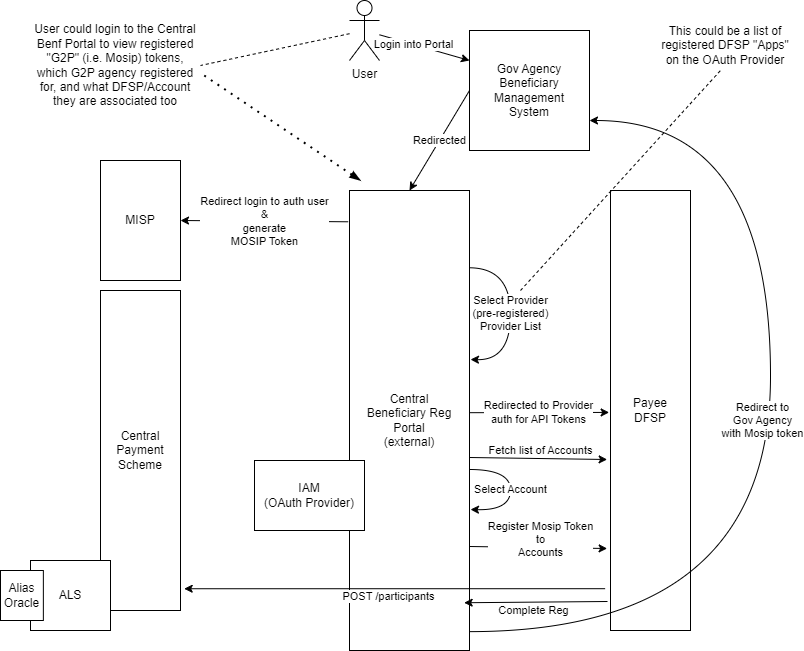 User could login to the Central
Benf Portal to view registered
"G2P" (i.e. Mosip) tokens,
which G2P agency registered
for, and what DFSP/Account
they are associated too
User
Login into Portal
Gov Agency
Beneficiary
Management
System
This could be a list of
registered DFSP "Apps"
on the OAuth Provider
Redirected
MISP
Redirect login to auth user
&
generate
MOSIP Token
Select Provider
(pre-registered)
Provider List
Central
Beneficiary Reg
Portal
(external)
Redirected to Provider
auth for API Tokens
Payee
DFSP
Redirect to
Gov Agency
with Mosip token
Central
Payment
Scheme
Fetch list of Accounts
IAM
(OAuth Provider)
Select Account
Register Mosip Token
to
Accounts
Alias
Oracle
ALS
POST /participants
Complete Reg